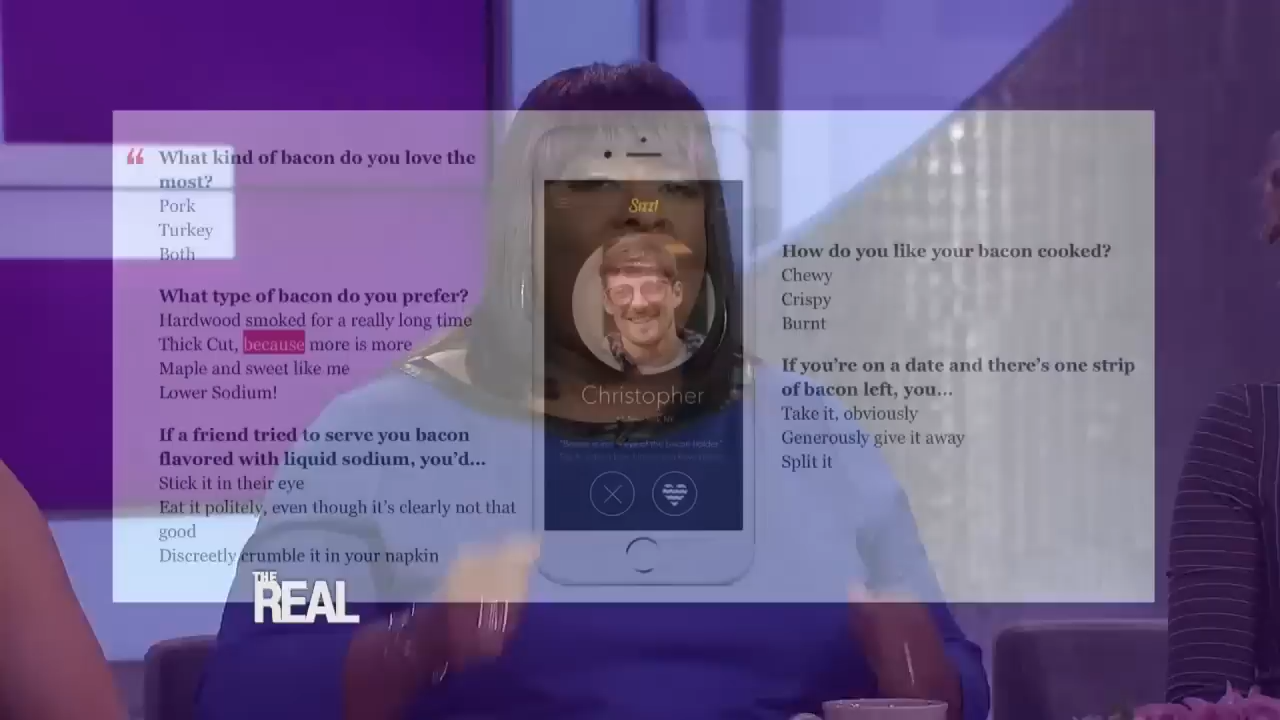 “ What kind of bacon do you love the
most?
Pork
Turkey
Both
What type of bacon do you prefer?
Hardwood smoked for a really long time
Thick Cut, because more is more
Maple and sweet like me
Lower Sodium!
If a friend tried to serve you bacon
flavored with liquid sodium, you’d...
Stick it in their eye
Eat it politely, even though it’s clearly not that
good
Discreetly crumble it in your napkin
Sizzl
Christopher
How do you like your bacon cooked?
Chewy
Crispy
Burnt
If you’re on a date and there’s one strip
of bacon left, you...
Take it, obviously
Generously give it away
Split it
THE
REAL